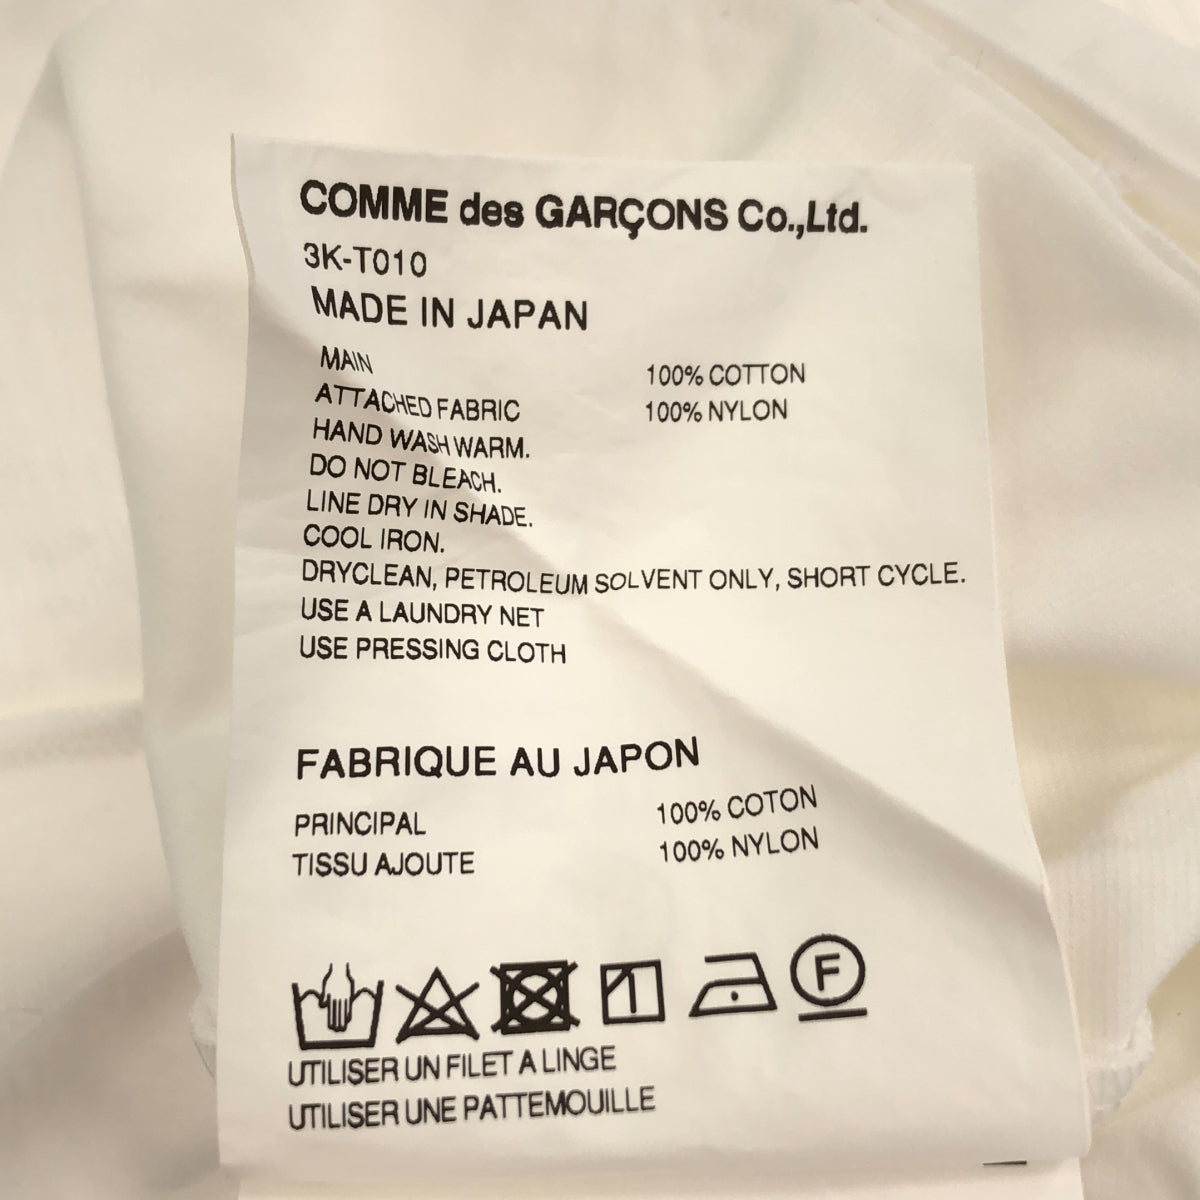 COMME des GARÇONS Co.,Ltd.
3K-T010
MADE IN JAPAN
MAIN 100% COTTON
ATTACHED FABRIC 100% NYLON
HAND WASH WARM.
DO NOT BLEACH.
LINE DRY IN SHADE.
COOL IRON.
DRYCLEAN, PETROLEUM SOLVENT ONLY, SHORT CYCLE.
USE A LAUNDRY NET
USE PRESSING CLOTH
FABRIQUE AU JAPON
PRINCIPAL 100% COTON
TISSU AJOUTE 100% NYLON
F
UTILISER UN FILET A LINGE
UTILISER UNE PATTEMOUILLE